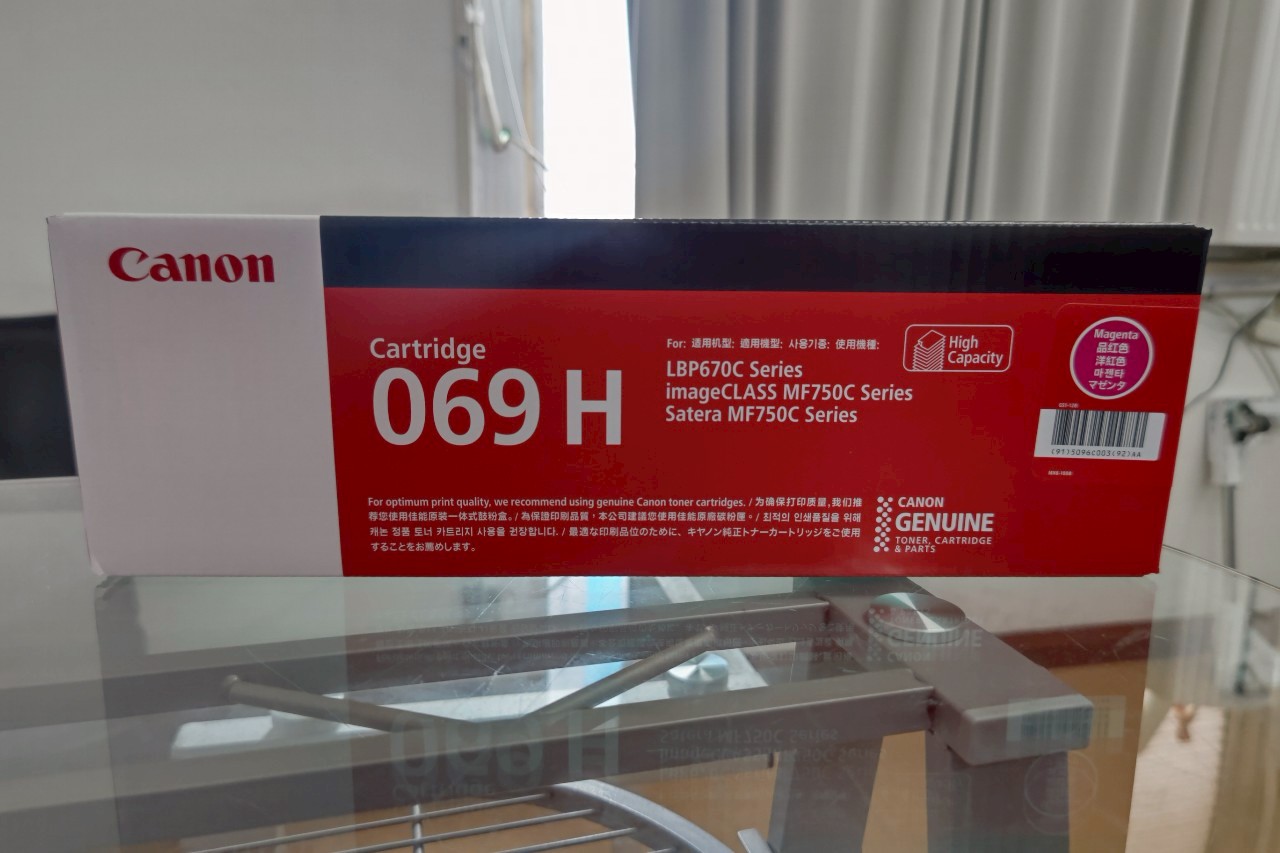 Canon
Cartridge
069 H
For: 适用机型: 適用機型: 사용기종: 使用機種:
LBP670C Series
imageCLASS MF750C Series
Satera MF750C Series
High
Capacity
Magenta
品红色
洋紅色
마젠타
マゼンタ
(91)5096C003(92)AA
For optimum print quality, we recommend using genuine Canon toner cartridges. / 为确保打印质量,我们推
荐您使用佳能原装一体式鼓粉盒。/ 為保證印刷品質，本公司建議您使用佳能原廠碳粉匣。/ 최적의 인쇄품질을 위해
캐논 정품 토너 카트리지 사용을 권장합니다. / 最適な印刷品位のために、キヤノン純正トナーカートリッジをご使用
することをお薦めします。
CANON
GENUINE
TONER, CARTRIDGE
& PARTS